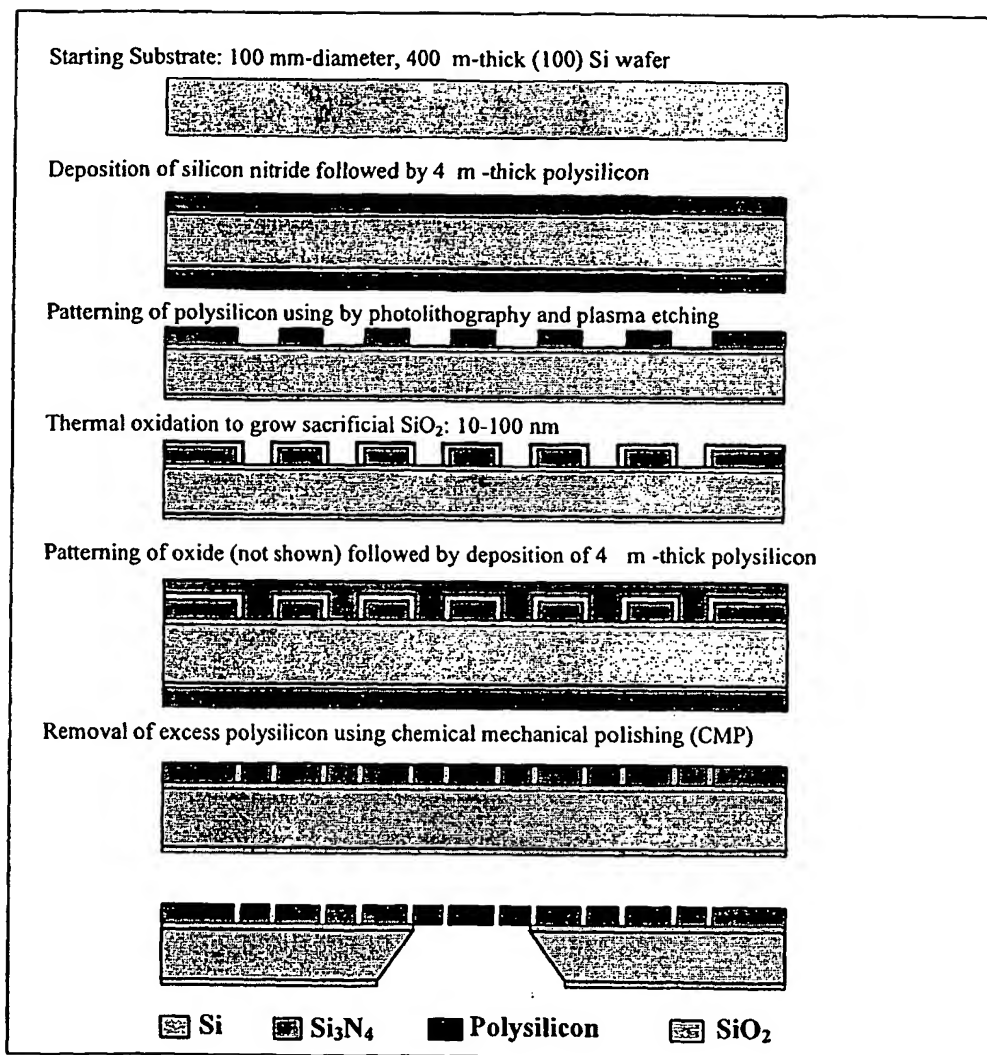 Starting Substrate: 100 mm-diameter, 400 m-thick (100) Si wafer
Deposition of silicon nitride followed by 4 m -thick polysilicon
Patterning of polysilicon using by photolithography and plasma etching
Thermal oxidation to grow sacrificial SiO₂: 10-100 nm
Patterning of oxide (not shown) followed by deposition of 4 m -thick polysilicon
Removal of excess polysilicon using chemical mechanical polishing (CMP)
Si Si₃N₄ Polysilicon SiO₂